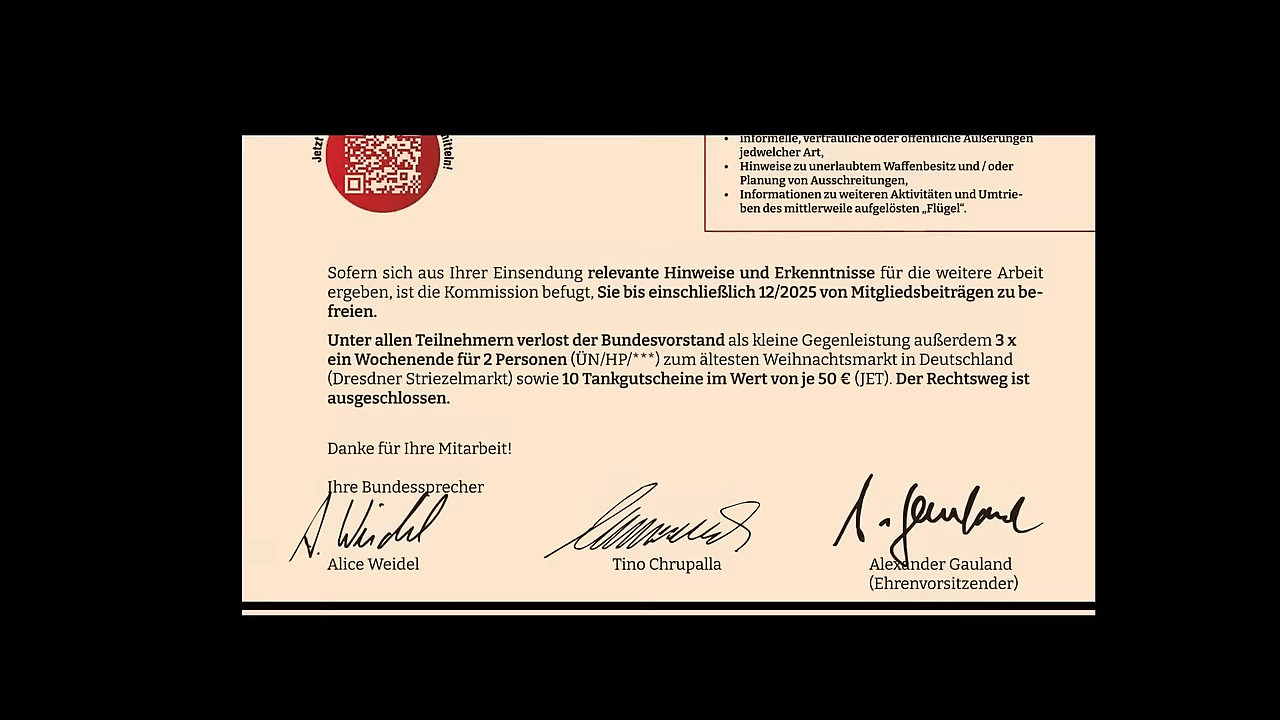 Jetzt
mitteln!
• informelle, vertrauliche oder öffentliche Äußerungen
jedwelcher Art,
• Hinweise zu unerlaubtem Waffenbesitz und / oder
Planung von Ausschreitungen,
• Informationen zu weiteren Aktivitäten und Umtrie-
ben des mittlerweile aufgelösten „Flügel“.
Sofern sich aus Ihrer Einsendung relevante Hinweise und Erkenntnisse für die weitere Arbeit
ergeben, ist die Kommission befugt, Sie bis einschließlich 12/2025 von Mitgliedsbeiträgen zu be-
freien.
Unter allen Teilnehmern verlost der Bundesvorstand als kleine Gegenleistung außerdem 3 x
ein Wochenende für 2 Personen (ÜN/HP/***) zum ältesten Weihnachtsmarkt in Deutschland
(Dresdner Striezelmarkt) sowie 10 Tankgutscheine im Wert von je 50 € (JET). Der Rechtsweg ist
ausgeschlossen.
Danke für Ihre Mitarbeit!
Ihre Bundessprecher
A. Weidel
A. Gauland
Alice Weidel
Tino Chrupalla
Alexander Gauland
(Ehrenvorsitzender)